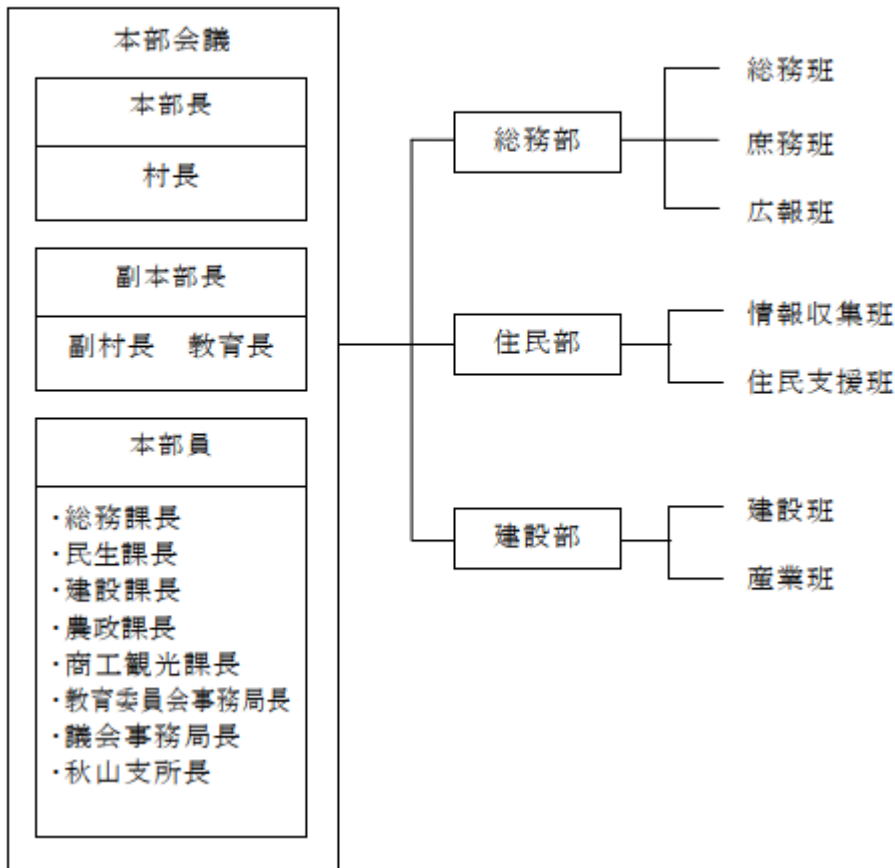 本部会議
本部長
村長
副本部長
副村長　教育長
本部員
・総務課長
・民生課長
・建設課長
・農政課長
・商工観光課長
・教育委員会事務局長
・議会事務局長
・秋山支所長
総務部
総務班
庶務班
広報班
住民部
情報収集班
住民支援班
建設部
建設班
産業班